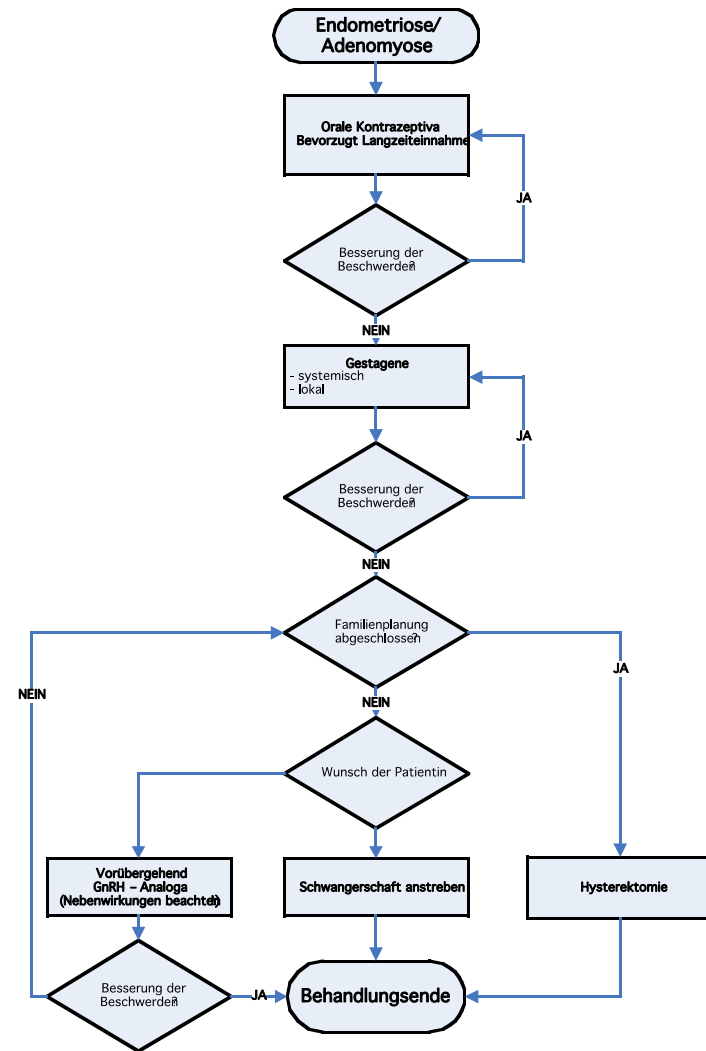 Endometriose/
Adenomyose
Orale Kontrazeptiva
Bevorzugt Langzeiteinnahme
JA
Besserung der
Beschwerden?
NEIN
Gestagene
- systemisch
- lokal
JA
Besserung der
Beschwerden?
NEIN
Familienplanung
abgeschlossen?
NEIN
JA
NEIN
Wunsch der Patientin
Vorübergehend
GnRH – Analoga
(Nebenwirkungen beachten)
Schwangerschaft anstreben
Hysterektomie
Besserung der
Beschwerden?
JA
Behandlungsende